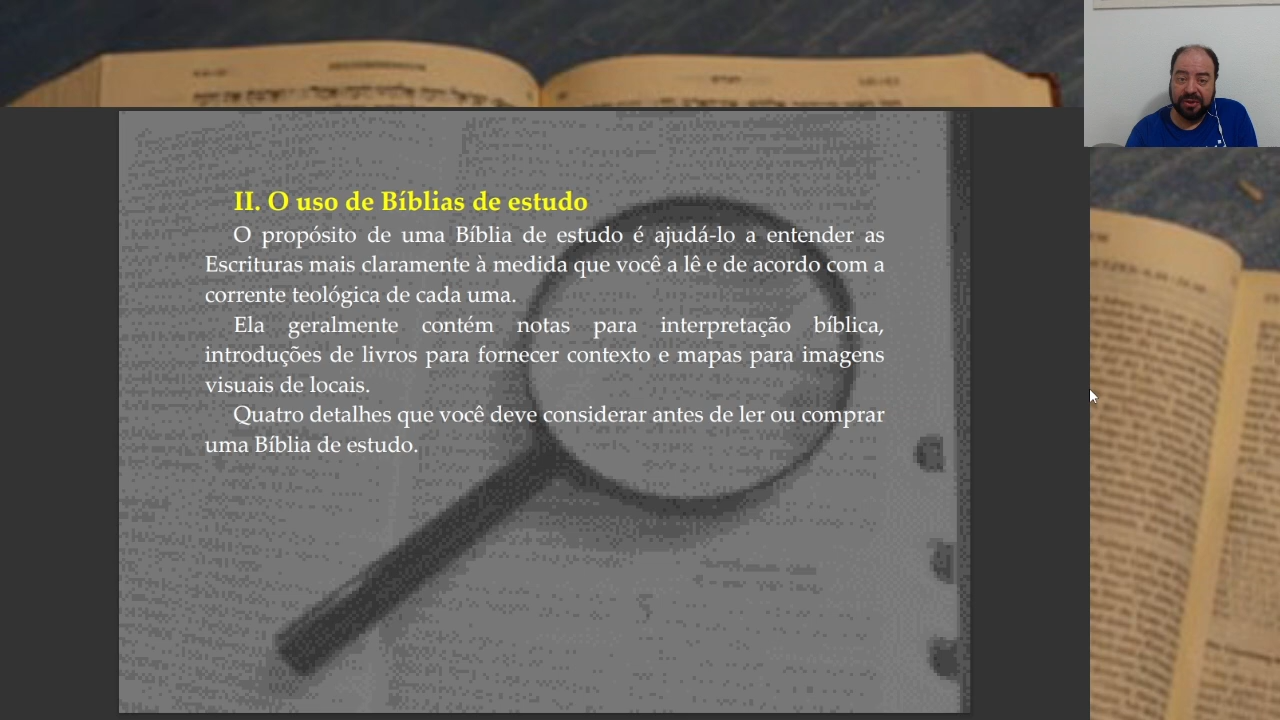 II. O uso de Bíblias de estudo
O propósito de uma Bíblia de estudo é ajudá-lo a entender as
Escrituras mais claramente à medida que você a lê e de acordo com a
corrente teológica de cada uma.
Ela geralmente contém notas para interpretação bíblica,
introduções de livros para fornecer contexto e mapas para imagens
visuais de locais.
Quatro detalhes que você deve considerar antes de ler ou comprar
uma Bíblia de estudo.